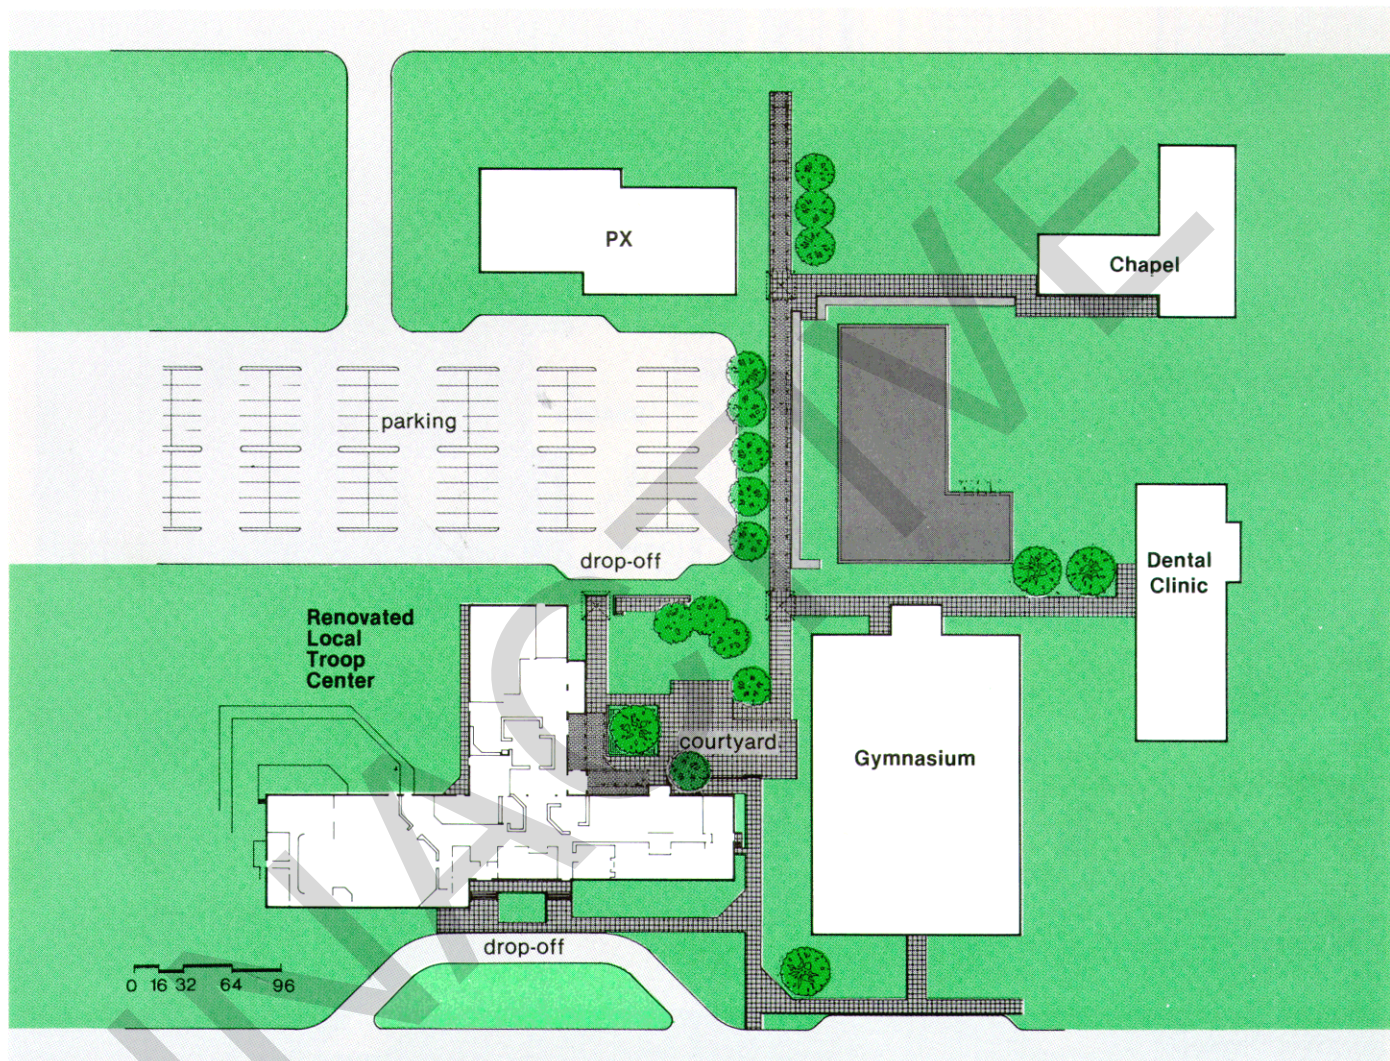 PX
Chapel
parking
drop-off
Dental
Clinic
Renovated
Local
Troop
Center
courtyard
Gymnasium
drop-off
0 16 32 64 96
INACTIVE